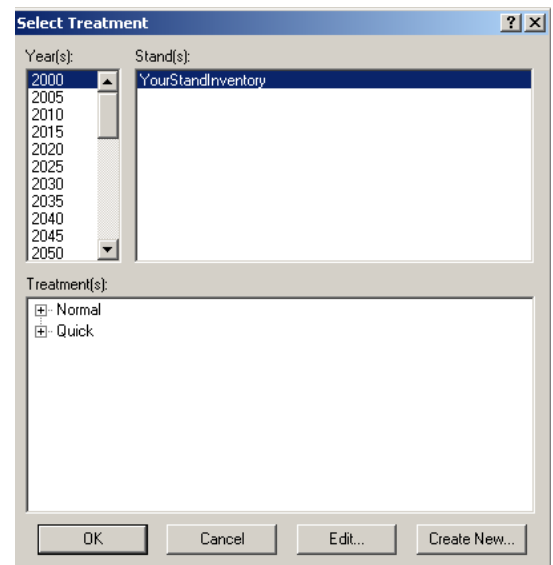 Select Treatment
Year(s): Stand(s):
2000 YourStandInventory
2005
2010
2015
2020
2025
2030
2035
2040
2045
2050
Treatment(s):
Normal
Quick
OK Cancel Edit... Create New...